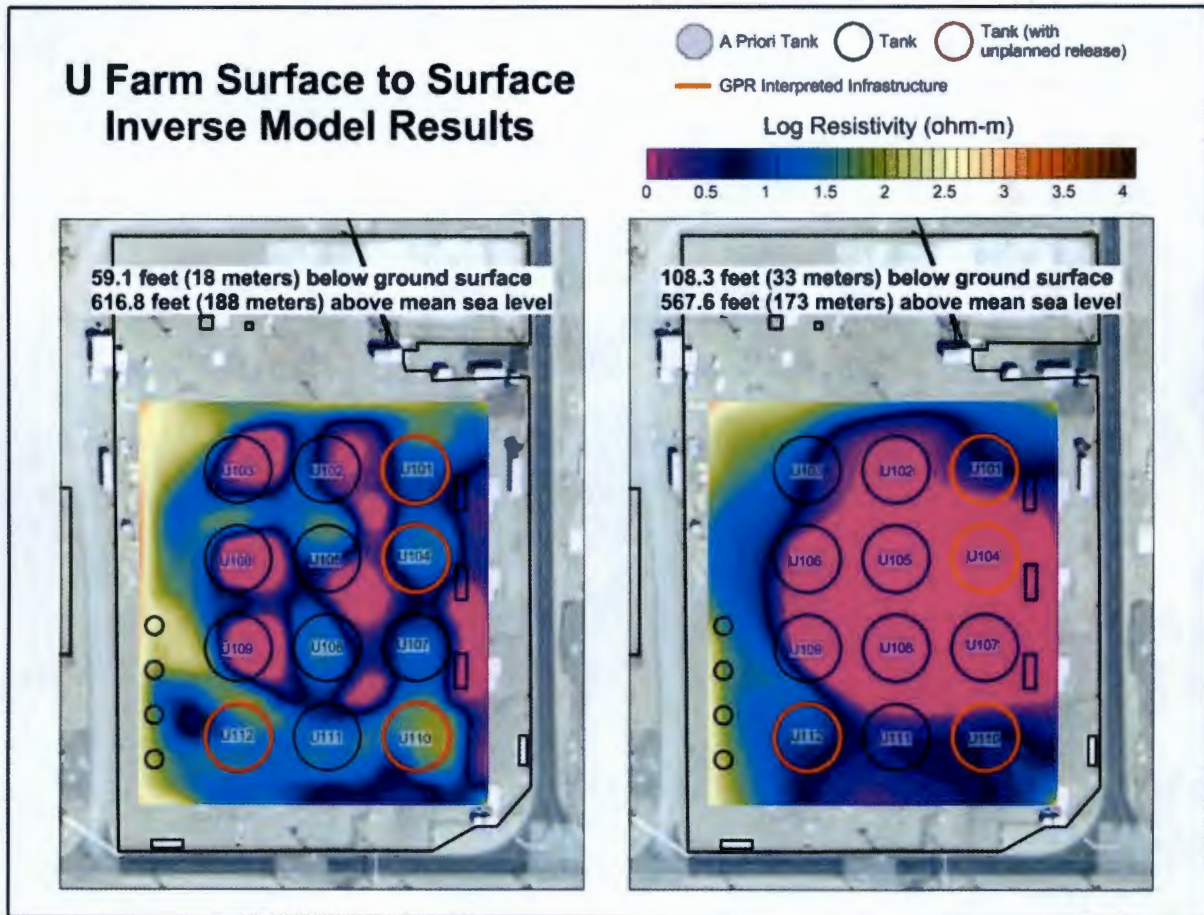 U Farm Surface to Surface
Inverse Model Results
A Priori Tank
Tank
Tank (with
unplanned release)
GPR Interpreted Infrastructure
Log Resistivity (ohm-m)
0 0.5 1 1.5 2 2.5 3 3.5 4
59.1 feet (18 meters) below ground surface
616.8 feet (188 meters) above mean sea level
U103 U102 U101
U106 U105 U104
U109 U108 U107
U112 U111 U110
108.3 feet (33 meters) below ground surface
567.6 feet (173 meters) above mean sea level
U103 U102 U101
U106 U105 U104
U109 U108 U107
U112 U111 U110